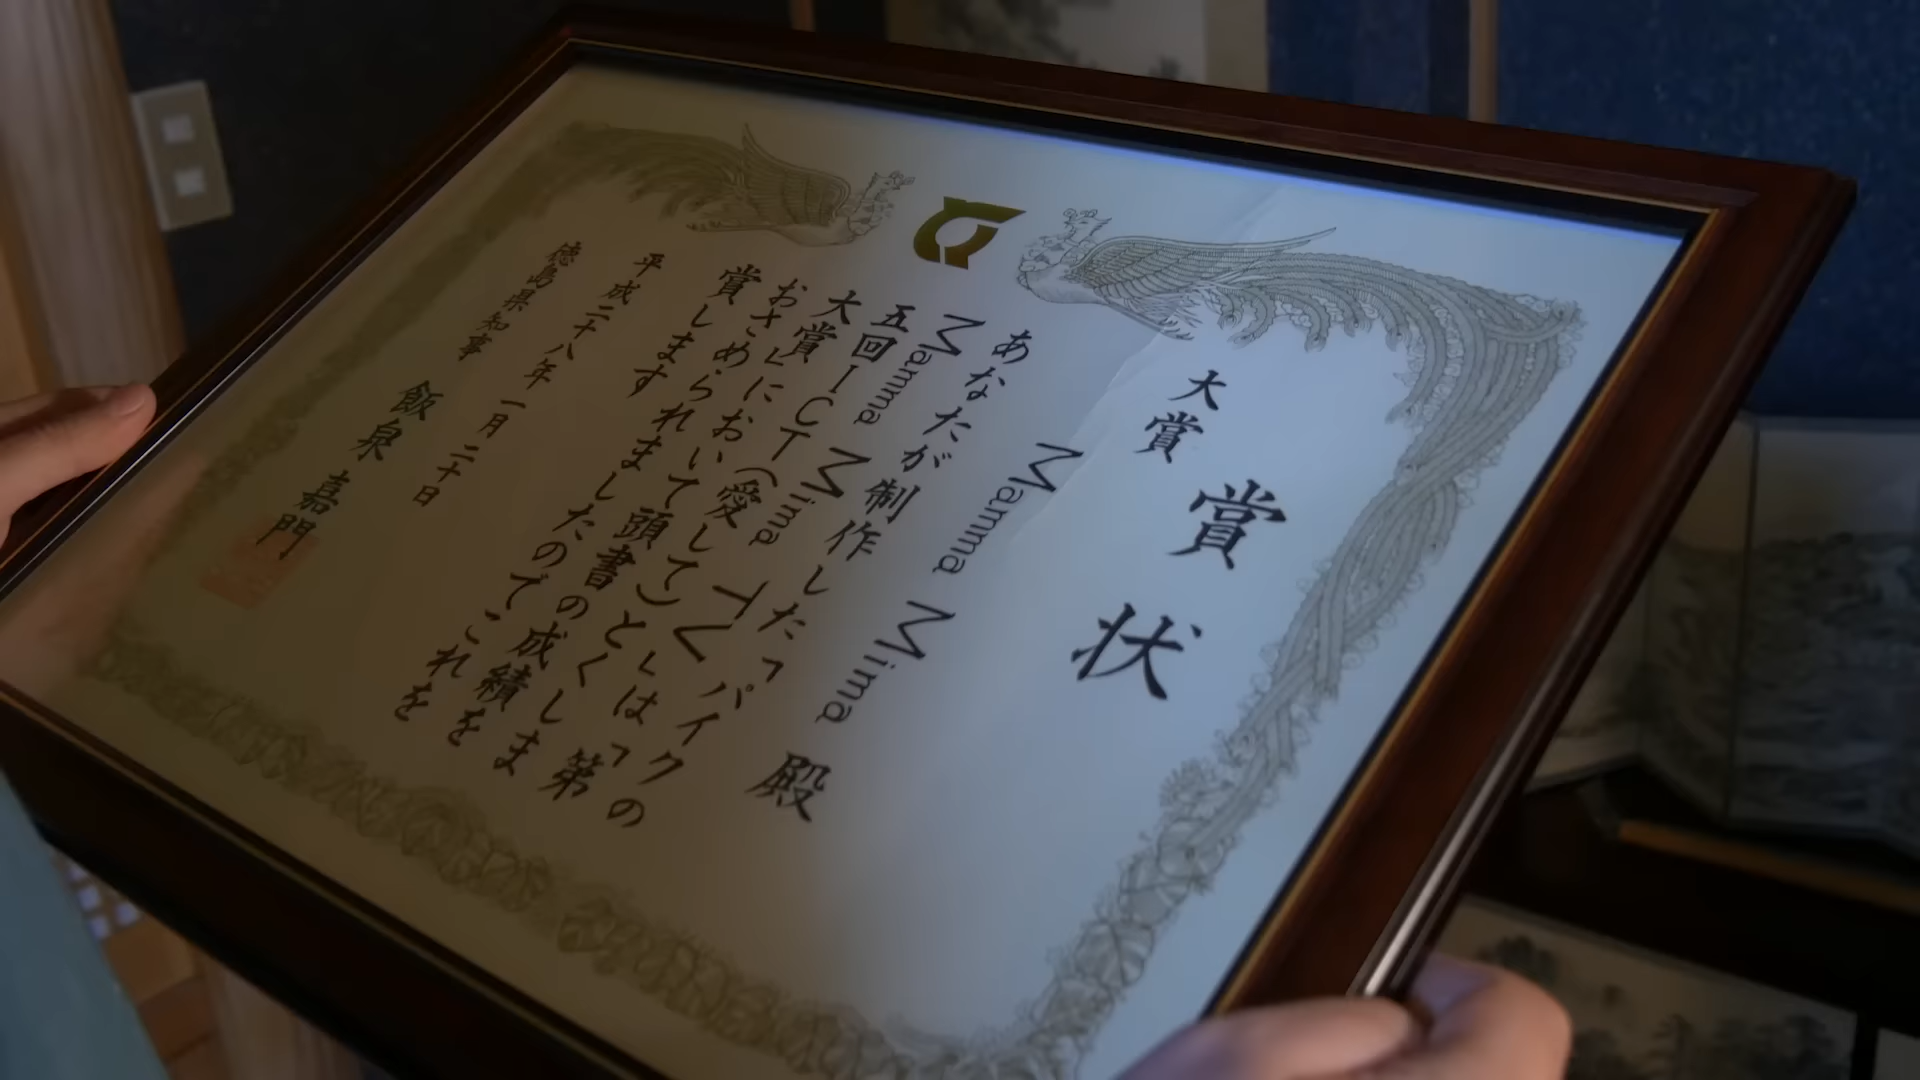 賞状
大賞
Mamma Mima 殿
あなたが制作した「パイクの
Mamma Mima TV」は「第
五回ICT(愛して)とくしま
大賞」において頭書の成績を
おさめられましたのでこれを
賞します
平成二十八年一月二十日
徳島県知事 飯泉嘉門